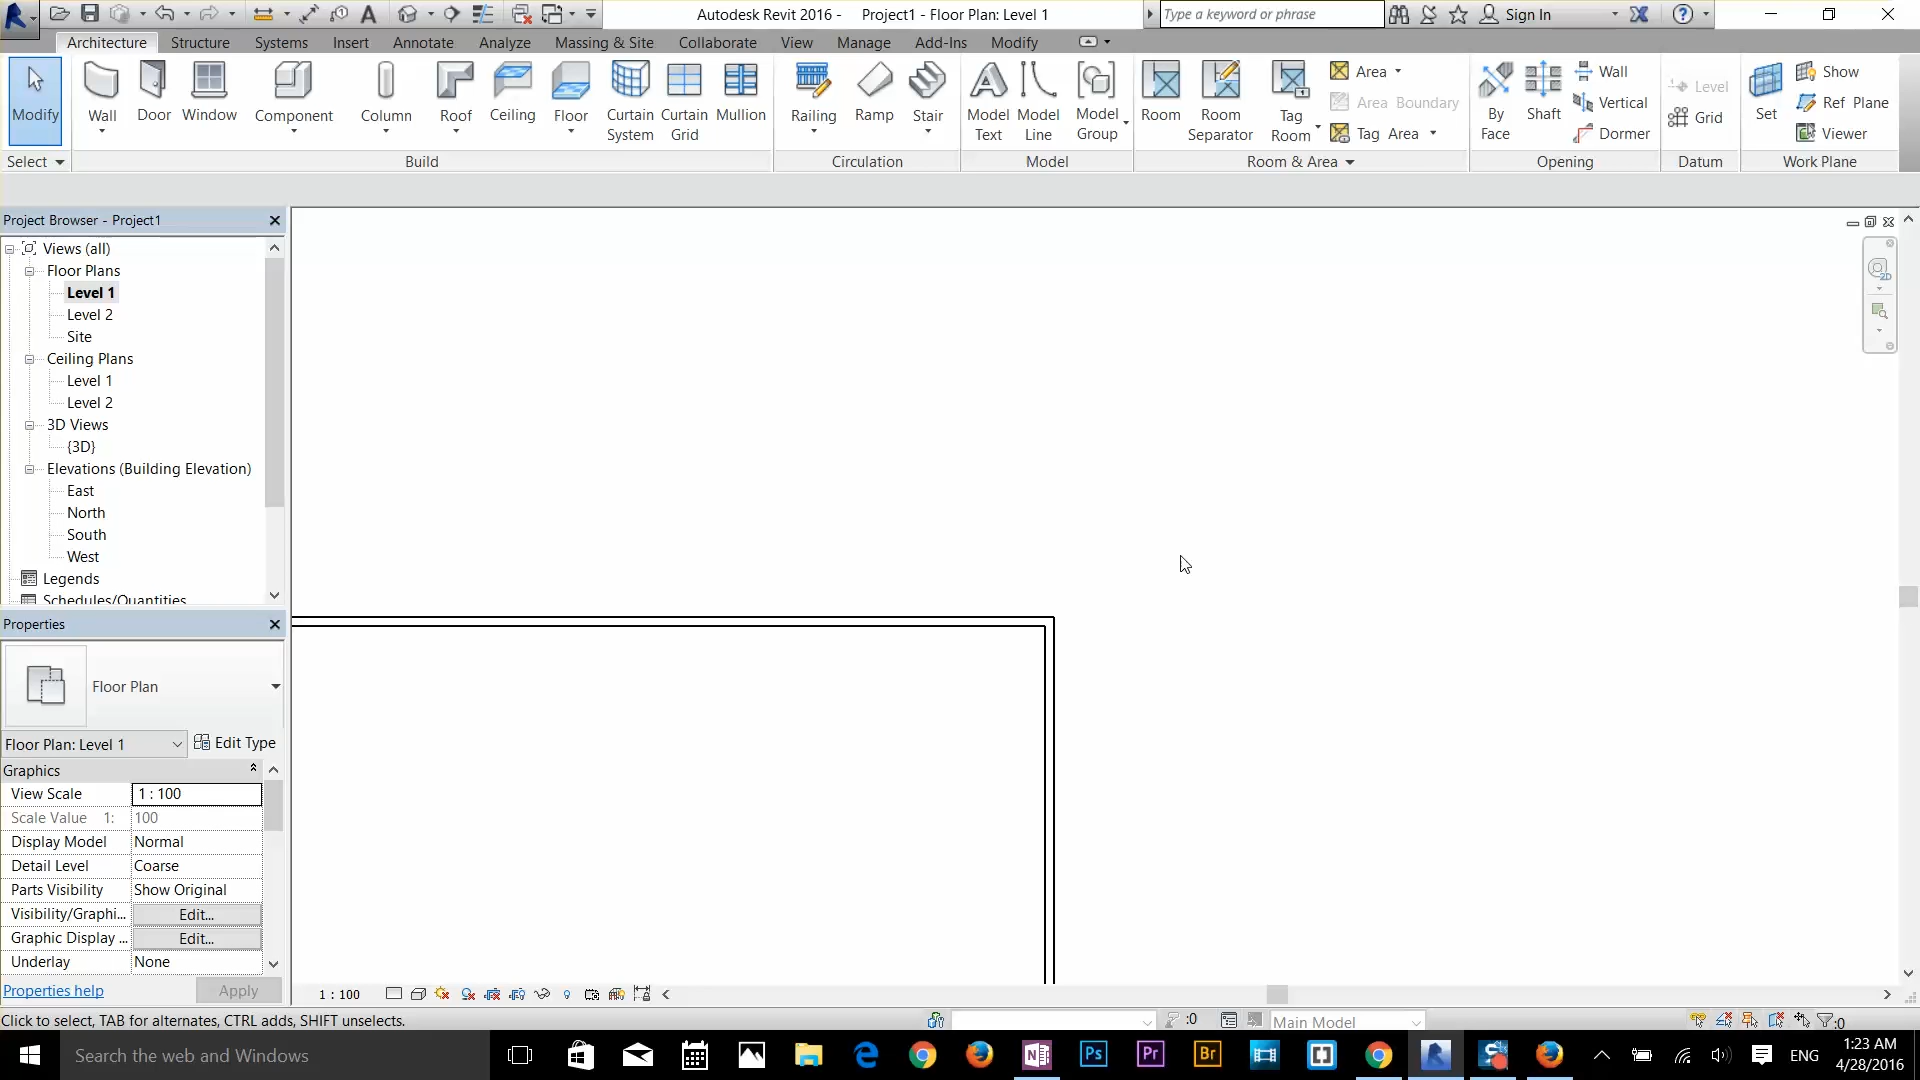 Autodesk Revit 2016 - Project1 - Floor Plan: Level 1
Type a keyword or phrase
Sign In
Architecture Structure Systems Insert Annotate Analyze Massing & Site Collaborate View Manage Add-Ins Modify
Modify
Wall
Door
Window
Component
Column
Roof
Ceiling
Floor
Curtain System
Curtain Grid
Mullion
Railing
Ramp
Stair
Model Text
Model Line
Model Group
Room
Room Separator
Tag Room
Area
Area Boundary
Tag Area
By Face
Shaft
Wall
Vertical
Dormer
Level
Grid
Set
Show
Ref Plane
Viewer
Select Build Circulation Model Room & Area Opening Datum Work Plane
Project Browser - Project1
Views (all)
Floor Plans
Level 1
Level 2
Site
Ceiling Plans
Level 1
Level 2
3D Views
{3D}
Elevations (Building Elevation)
East
North
South
West
Legends
Schedules/Quantities
2D
Properties
Floor Plan
Floor Plan: Level 1 Edit Type
Graphics
View Scale 1 : 100
Scale Value 1: 100
Display Model Normal
Detail Level Coarse
Parts Visibility Show Original
Visibility/Graphi... Edit...
Graphic Display ... Edit...
Underlay None
Properties help Apply
1 : 100
Click to select, TAB for alternates, CTRL adds, SHIFT unselects.
:0
Main Model
:0
Search the web and Windows
Ps
Pr
Br
ENG
1:23 AM
4/28/2016